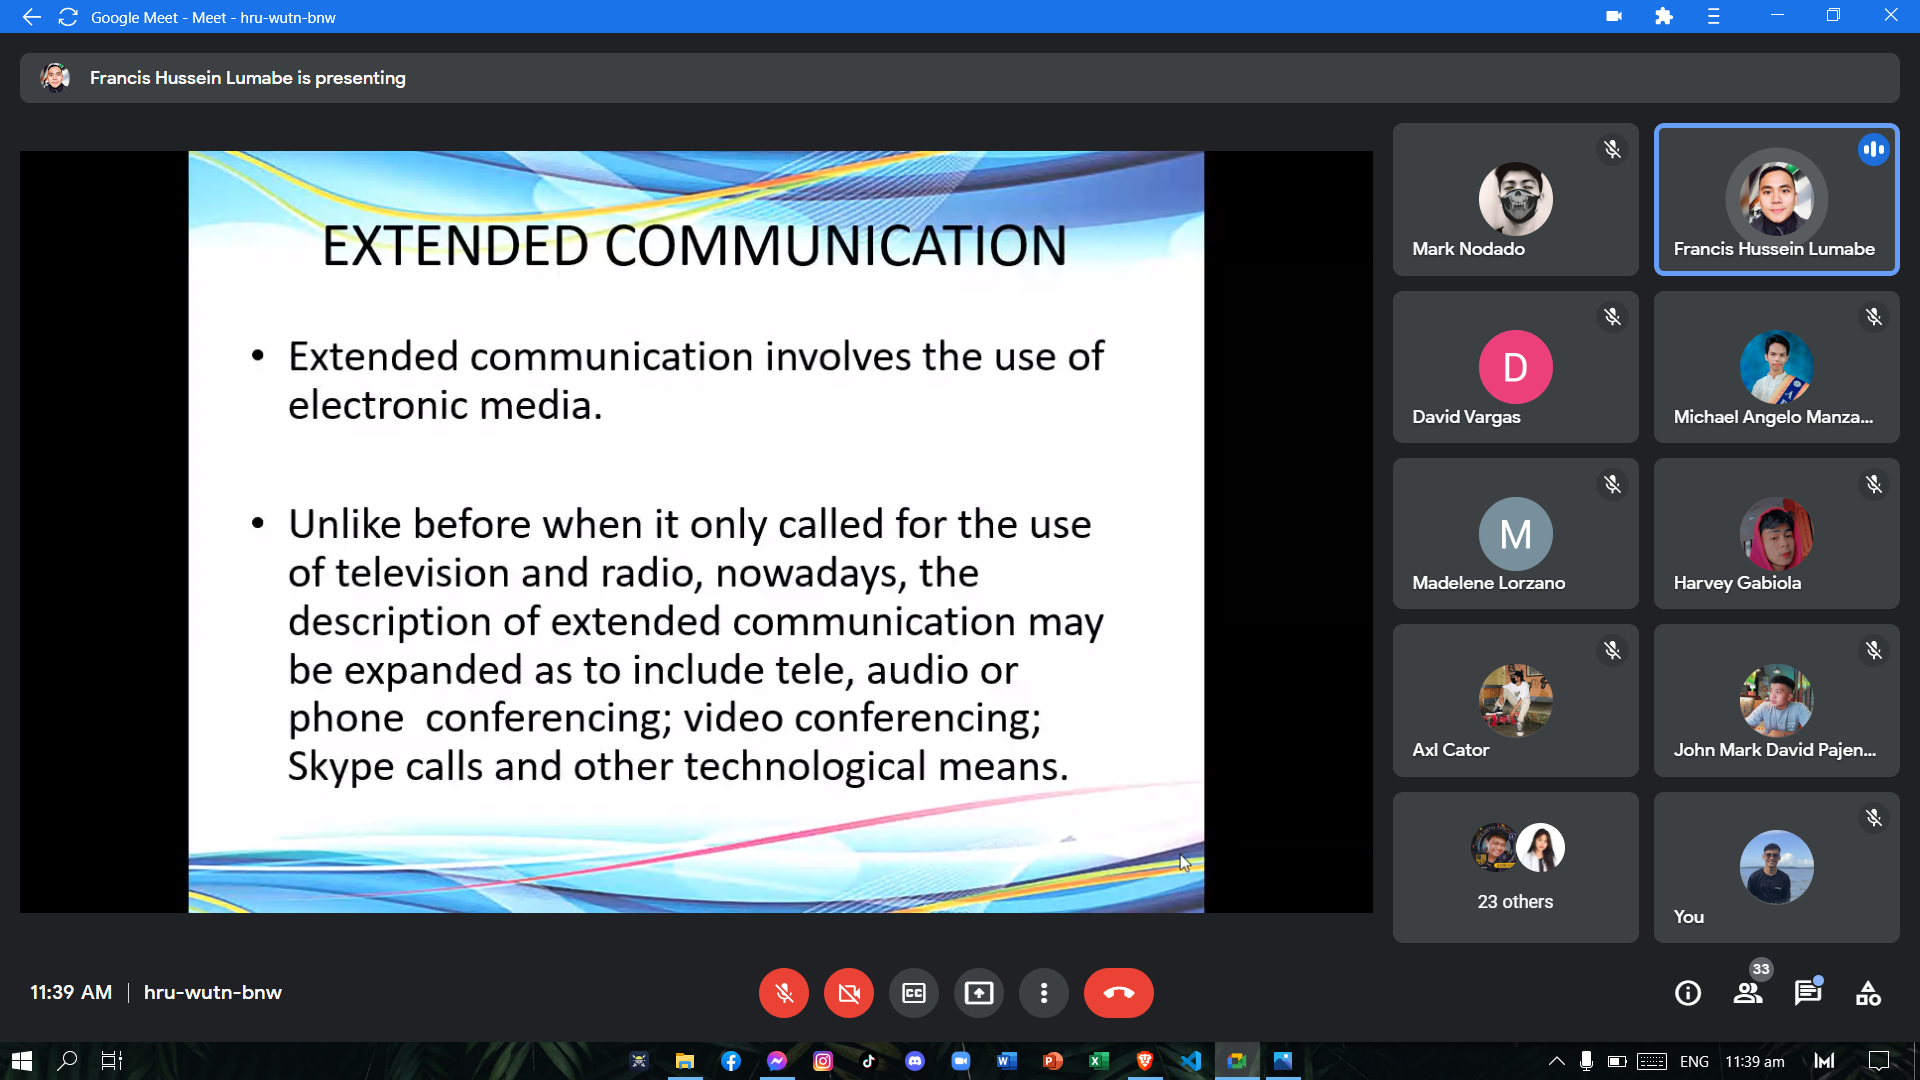 Google Meet - Meet - hru-wutn-bnw
Francis Hussein Lumabe is presenting
EXTENDED COMMUNICATION
• Extended communication involves the use of
electronic media.
• Unlike before when it only called for the use
of television and radio, nowadays, the
description of extended communication may
be expanded as to include tele, audio or
phone conferencing; video conferencing;
Skype calls and other technological means.
Mark Nodado
Francis Hussein Lumabe
D
David Vargas
Michael Angelo Manza...
M
Madelene Lorzano
Harvey Gabiola
Axl Cator
John Mark David Pajen...
23 others
You
11:39 AM | hru-wutn-bnw
CC
33
ENG
11:39 am